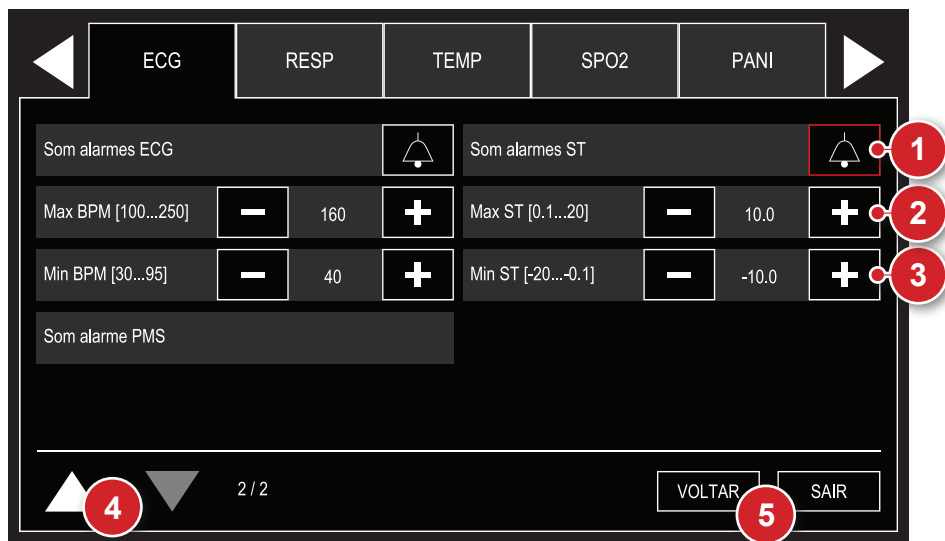 ECG RESP TEMP SPO2 PANI
Som alarmes ECG Som alarmes ST 1
Max BPM [100...250] 160 Max ST [0.1...20] 10.0 2
Min BPM [30...95] 40 Min ST [-20...-0.1] -10.0 3
Som alarme PMS
4 2 / 2 VOLTAR 5 SAIR